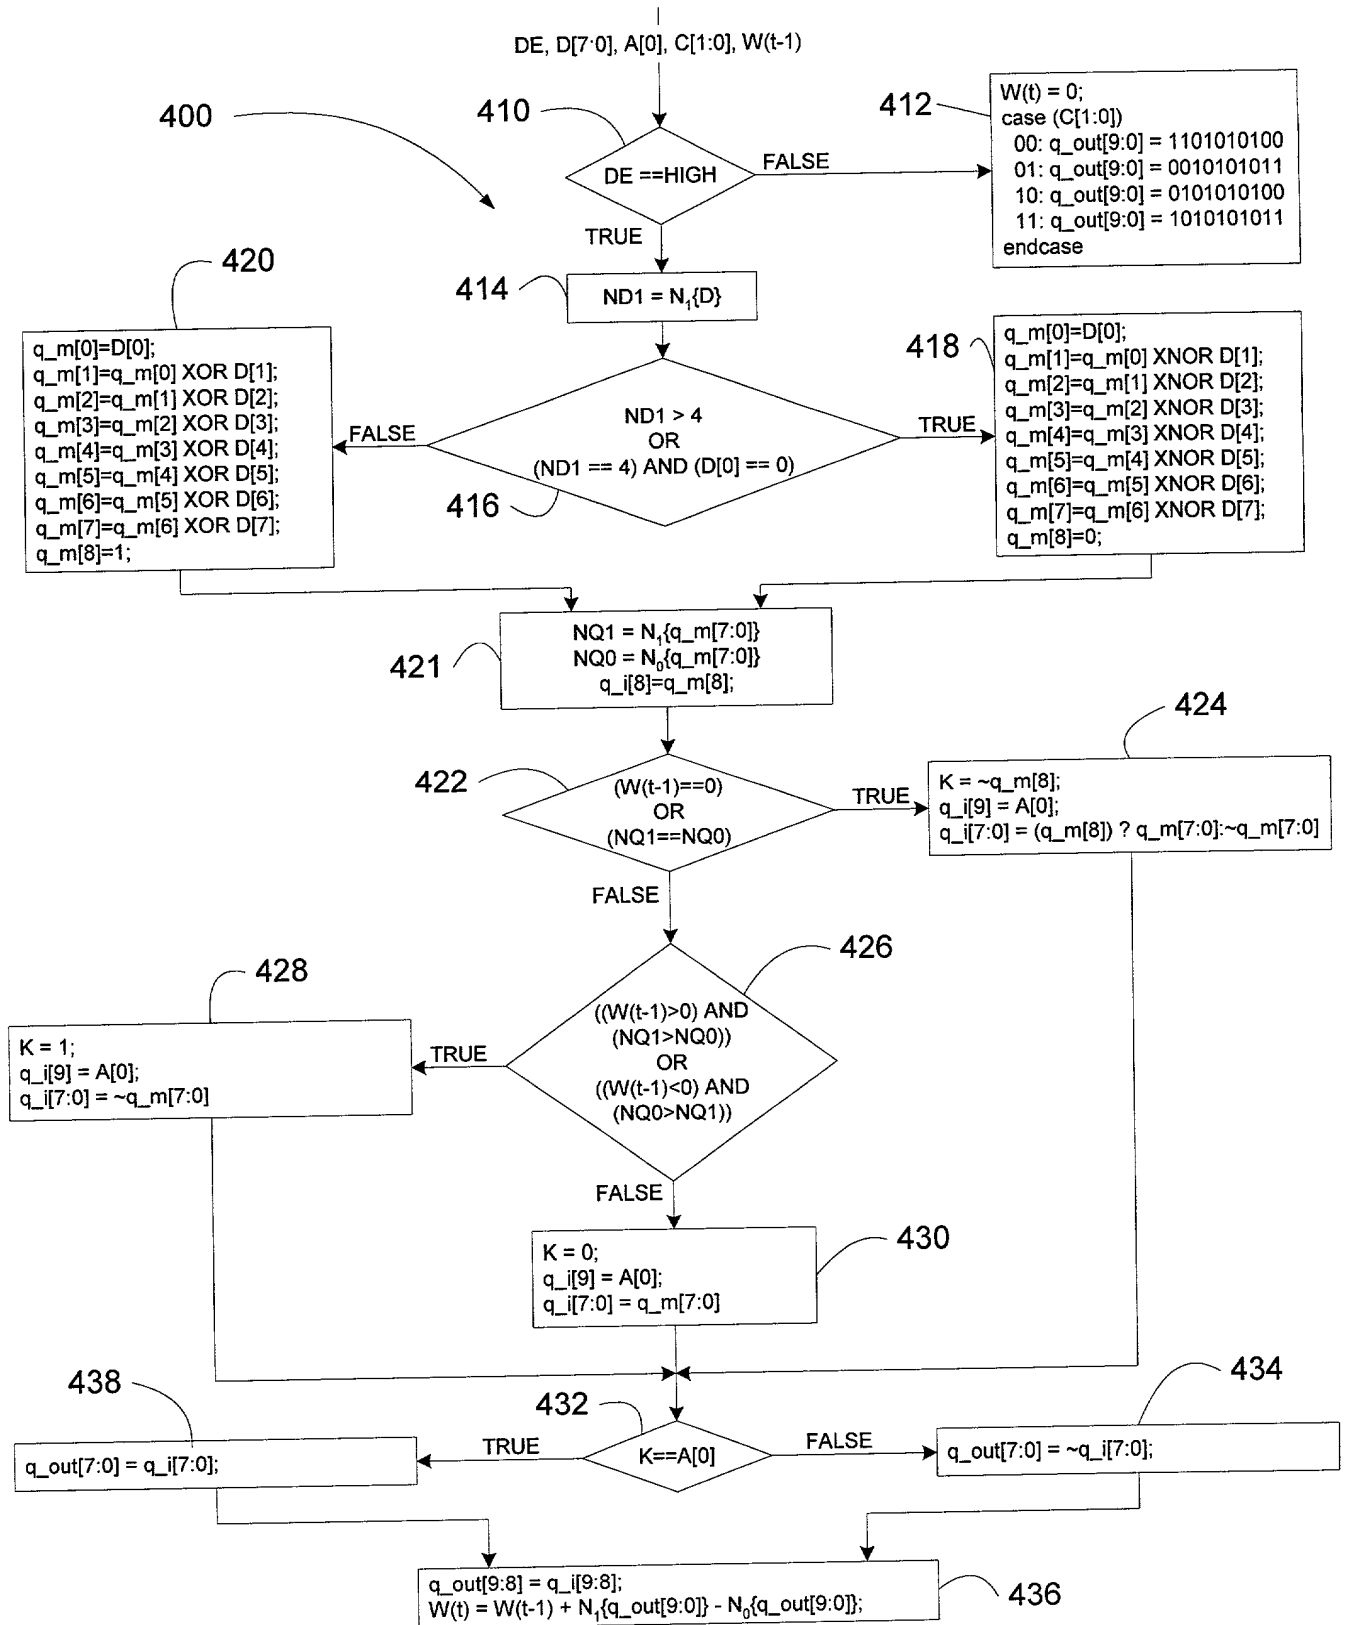 DE, D[7:0], A[0], C[1:0], W(t-1)
400
410
DE ==HIGH
FALSE
TRUE
412
W(t) = 0;
case (C[1:0])
00: q_out[9:0] = 1101010100
01: q_out[9:0] = 0010101011
10: q_out[9:0] = 0101010100
11: q_out[9:0] = 1010101011
endcase
414
ND1 = N₁{D}
420
q_m[0]=D[0];
q_m[1]=q_m[0] XOR D[1];
q_m[2]=q_m[1] XOR D[2];
q_m[3]=q_m[2] XOR D[3];
q_m[4]=q_m[3] XOR D[4];
q_m[5]=q_m[4] XOR D[5];
q_m[6]=q_m[5] XOR D[6];
q_m[7]=q_m[6] XOR D[7];
q_m[8]=1;
FALSE
ND1 > 4
OR
(ND1 == 4) AND (D[0] == 0)
416
TRUE
418
q_m[0]=D[0];
q_m[1]=q_m[0] XNOR D[1];
q_m[2]=q_m[1] XNOR D[2];
q_m[3]=q_m[2] XNOR D[3];
q_m[4]=q_m[3] XNOR D[4];
q_m[5]=q_m[4] XNOR D[5];
q_m[6]=q_m[5] XNOR D[6];
q_m[7]=q_m[6] XNOR D[7];
q_m[8]=0;
421
NQ1 = N₁{q_m[7:0]}
NQ0 = N₀{q_m[7:0]}
q_i[8]=q_m[8];
422
(W(t-1)==0)
OR
(NQ1==NQ0)
TRUE
FALSE
424
K = ~q_m[8];
q_i[9] = A[0];
q_i[7:0] = (q_m[8]) ? q_m[7:0]:~q_m[7:0]
426
((W(t-1)>0) AND
(NQ1>NQ0))
OR
((W(t-1)<0) AND
(NQ0>NQ1))
TRUE
FALSE
428
K = 1;
q_i[9] = A[0];
q_i[7:0] = ~q_m[7:0]
430
K = 0;
q_i[9] = A[0];
q_i[7:0] = q_m[7:0]
432
K==A[0]
TRUE
FALSE
438
q_out[7:0] = q_i[7:0];
434
q_out[7:0] = ~q_i[7:0];
436
q_out[9:8] = q_i[9:8];
W(t) = W(t-1) + N₁{q_out[9:0]} - N₀{q_out[9:0]};